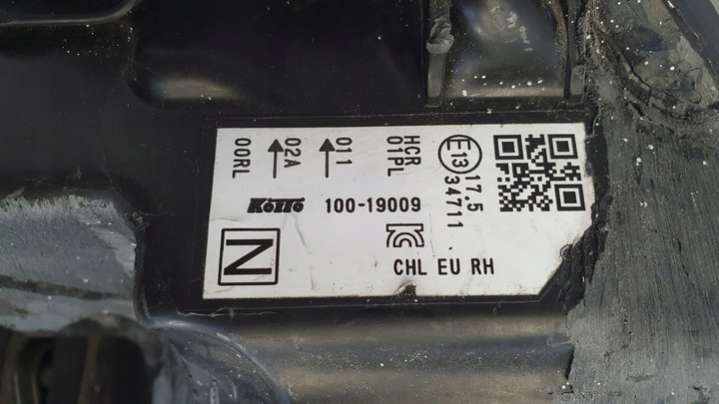 00RL
02A
011
HCR
01PL
E13
17.5
34711
KOITO 100-19009
N
CHL EU RH